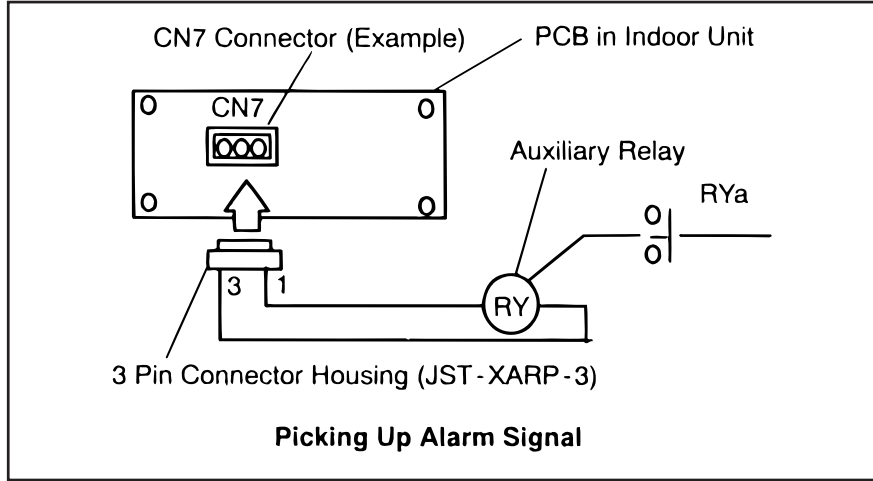 CN7 Connector (Example)
PCB in Indoor Unit
CN7
Auxiliary Relay
RYa
3
1
RY
3 Pin Connector Housing (JST-XARP-3)
Picking Up Alarm Signal